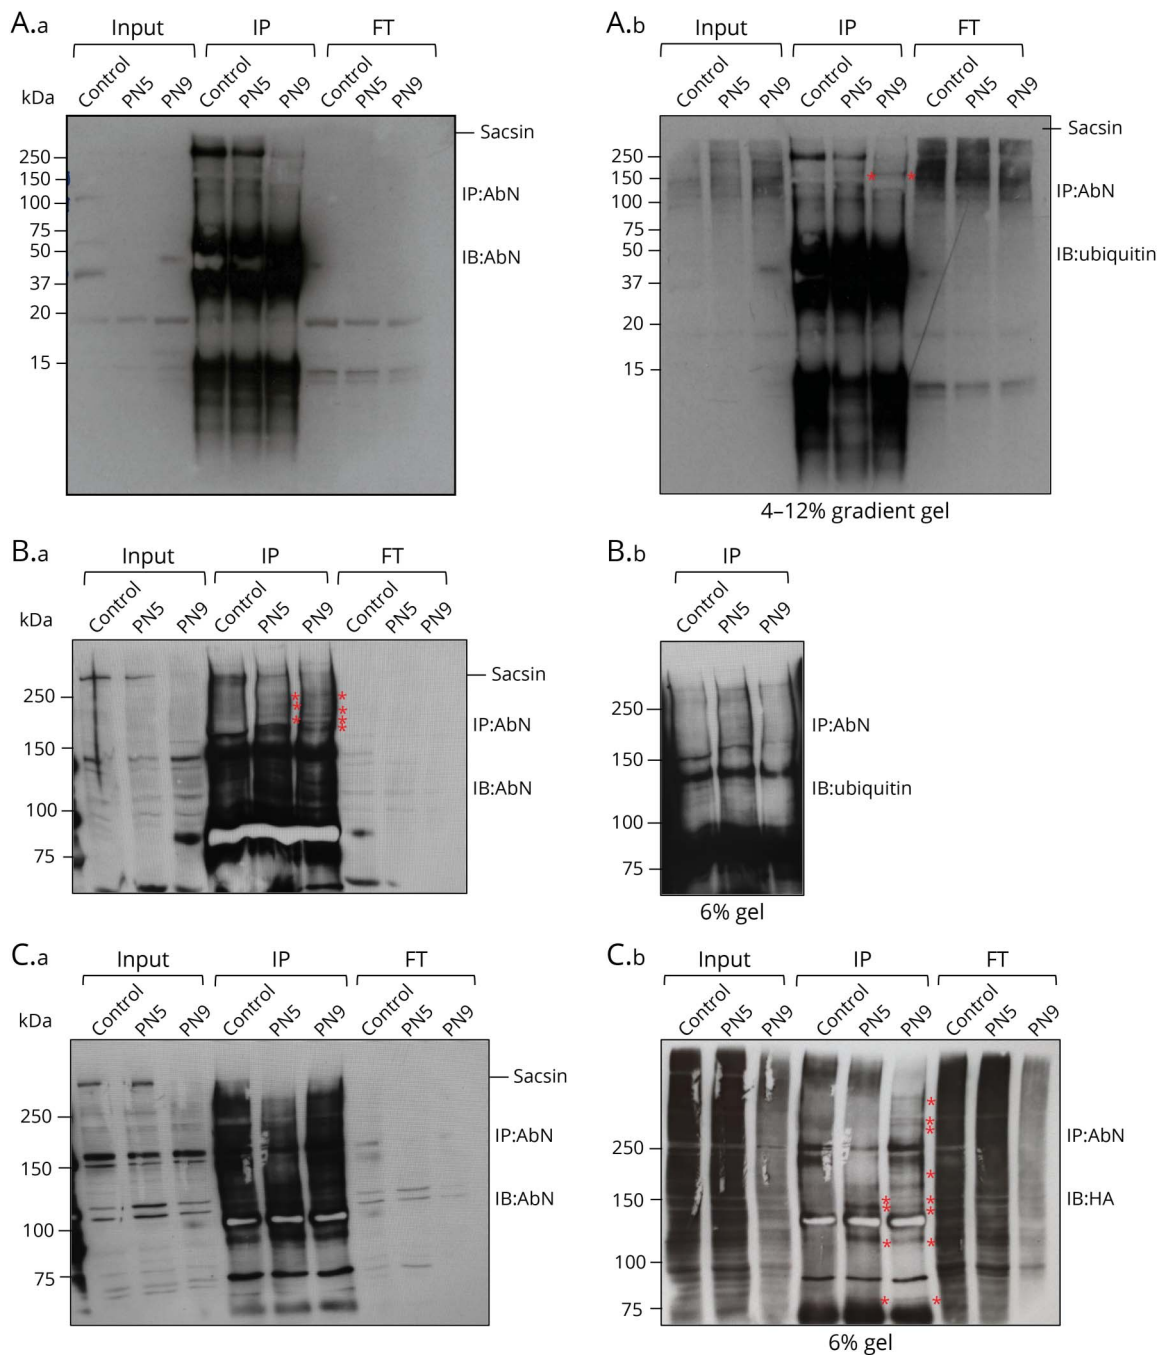 A.a
Input IP FT
Control PN5 PN9 Control PN5 PN9 Control PN5 PN9
kDa
Sacsin
250
150
IP:AbN
100
75
50
IB:AbN
37
20
15
A.b
Input IP FT
Control PN5 PN9 Control PN5 PN9 Control PN5 PN9
Sacsin
250
150
* *
IP:AbN
100
75
50
IB:ubiquitin
37
20
15
4–12% gradient gel
B.a
Input IP FT
Control PN5 PN9 Control PN5 PN9 Control PN5 PN9
kDa
Sacsin
250
IP:AbN
150
IB:AbN
100
75
B.b
IP
Control PN5 PN9
250
IP:AbN
150
IB:ubiquitin
100
75
6% gel
C.a
Input IP FT
Control PN5 PN9 Control PN5 PN9 Control PN5 PN9
kDa
Sacsin
250
IP:AbN
150
IB:AbN
100
75
C.b
Input IP FT
Control PN5 PN9 Control PN5 PN9 Control PN5 PN9
250
IP:AbN
150
IB:HA
100
75
6% gel